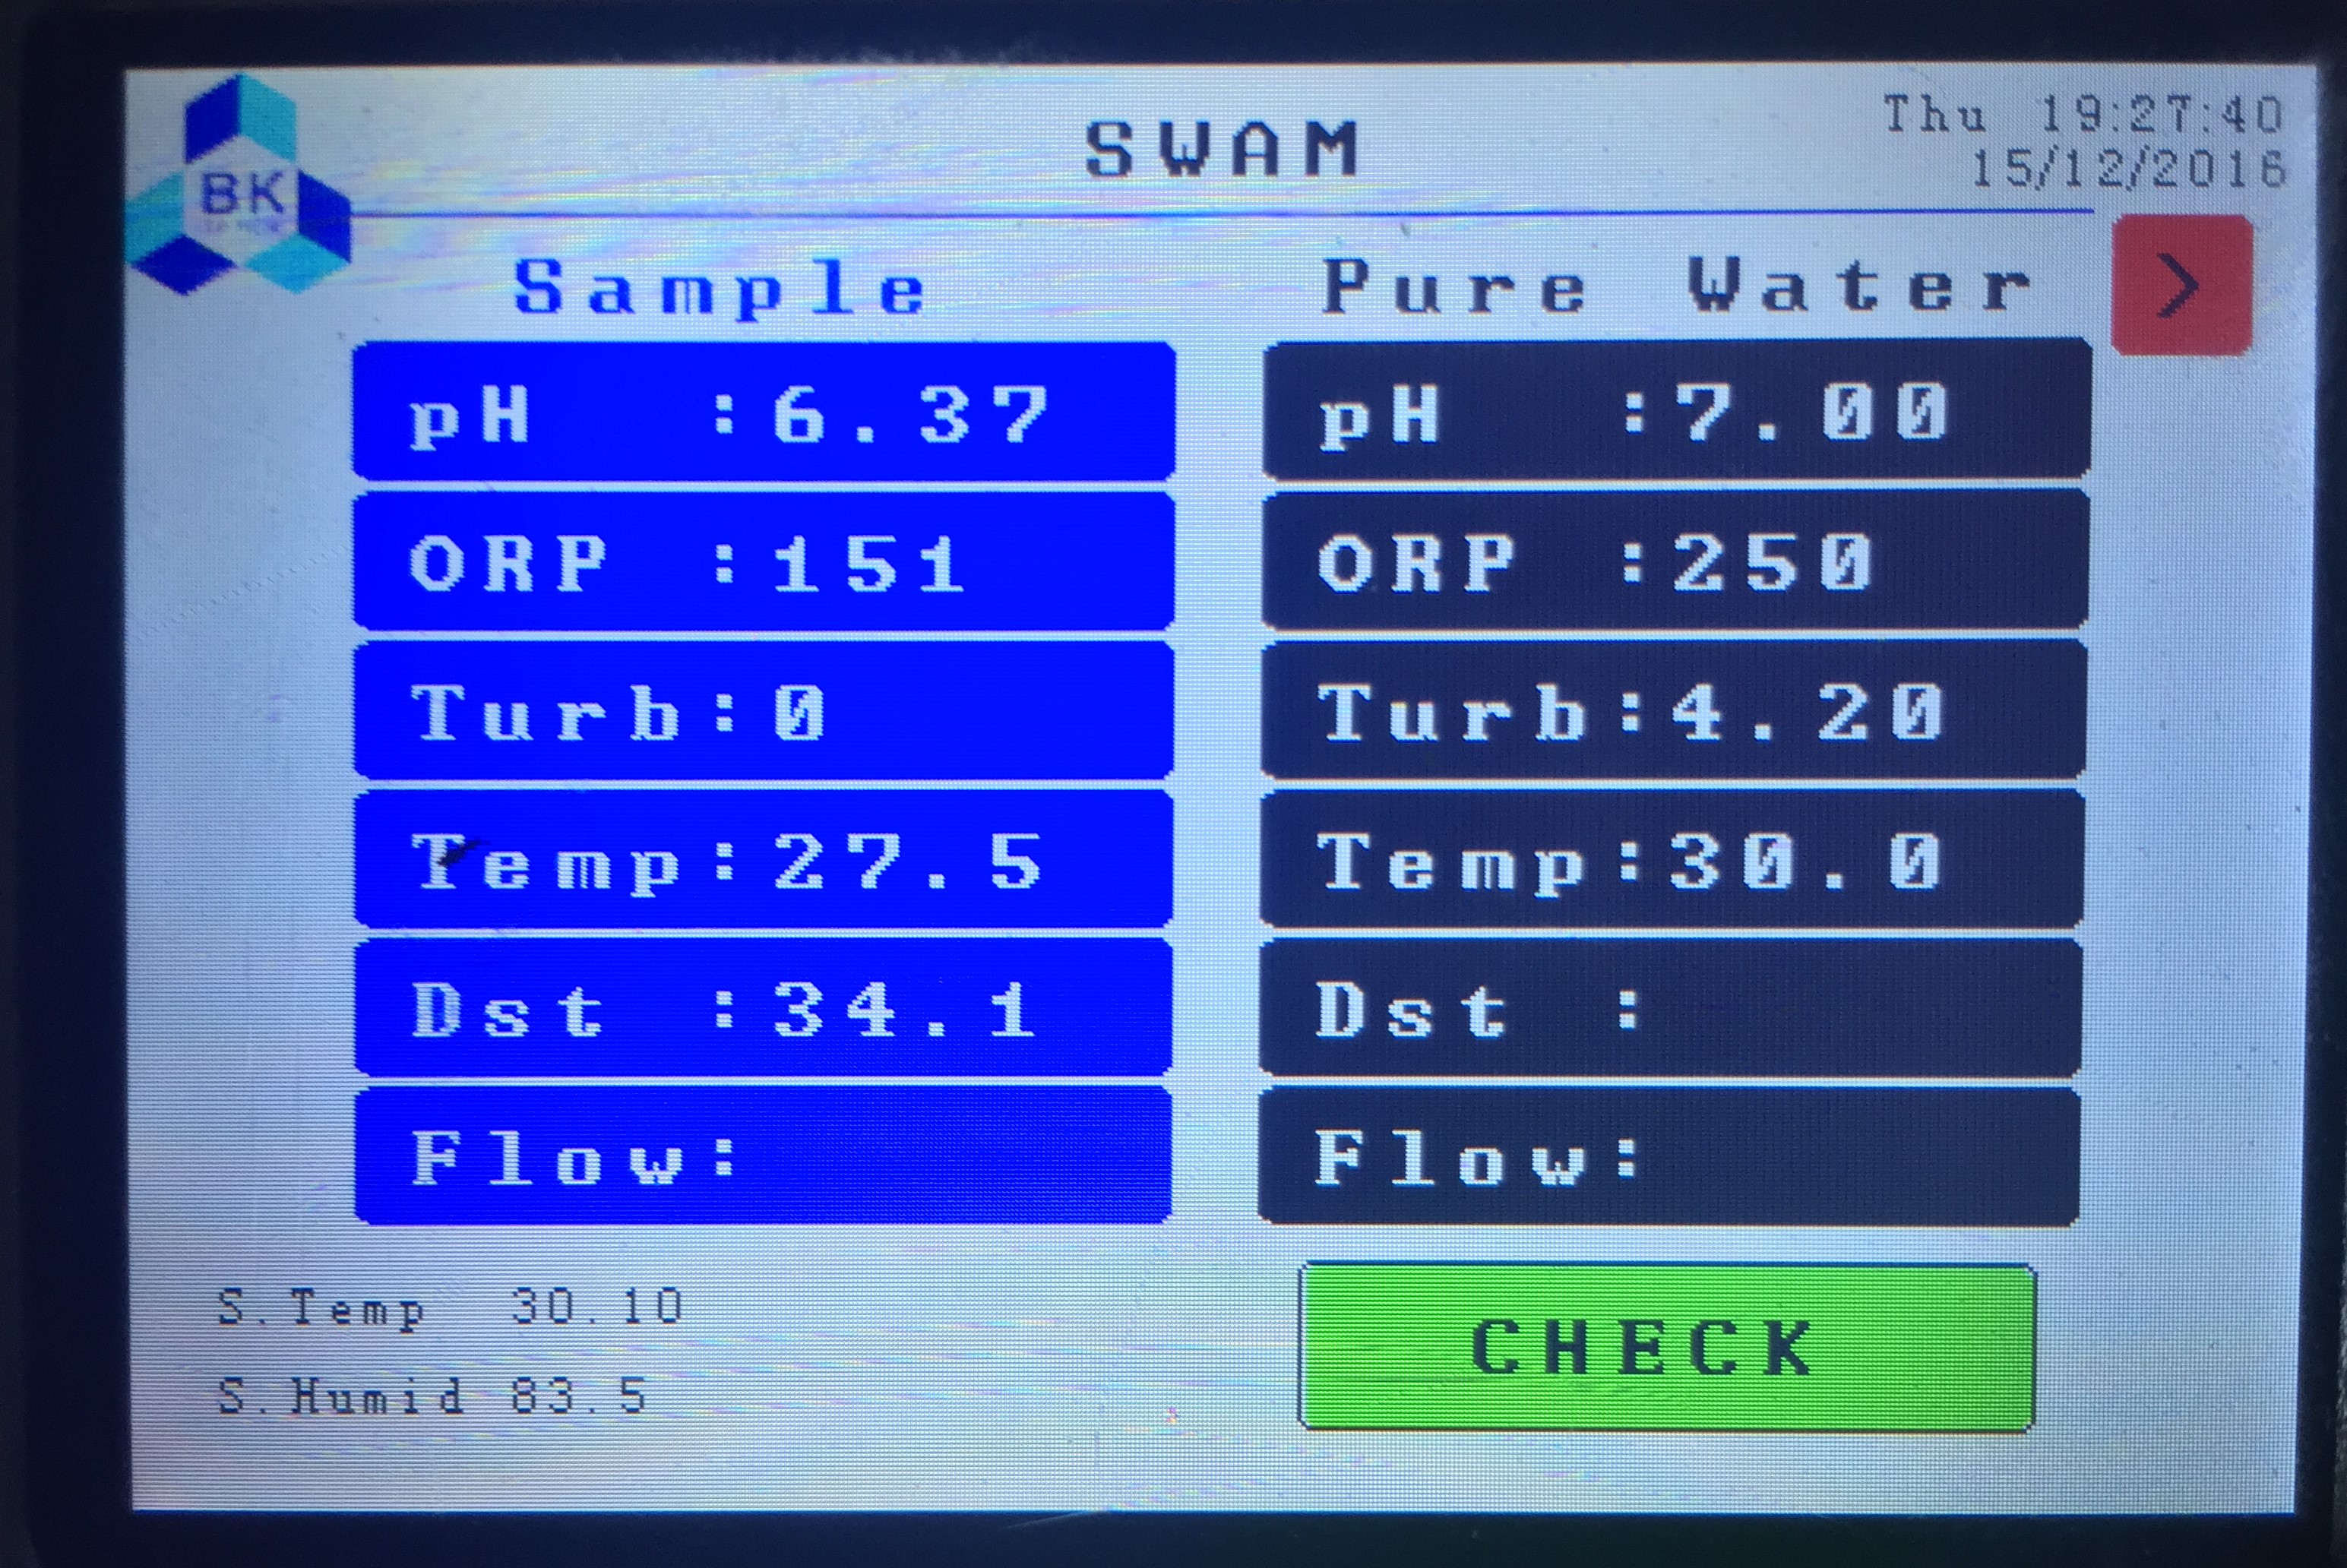 SWAM
Thu 19:27:40
15/12/2016
BK
Sample
Pure Water
>
pH :6.37
pH :7.00
ORP :151
ORP :250
Turb:0
Turb:4.20
Temp:27.5
Temp:30.0
Dst :34.1
Dst :
Flow:
Flow:
S.Temp 30.10
S.Humid 83.5
CHECK